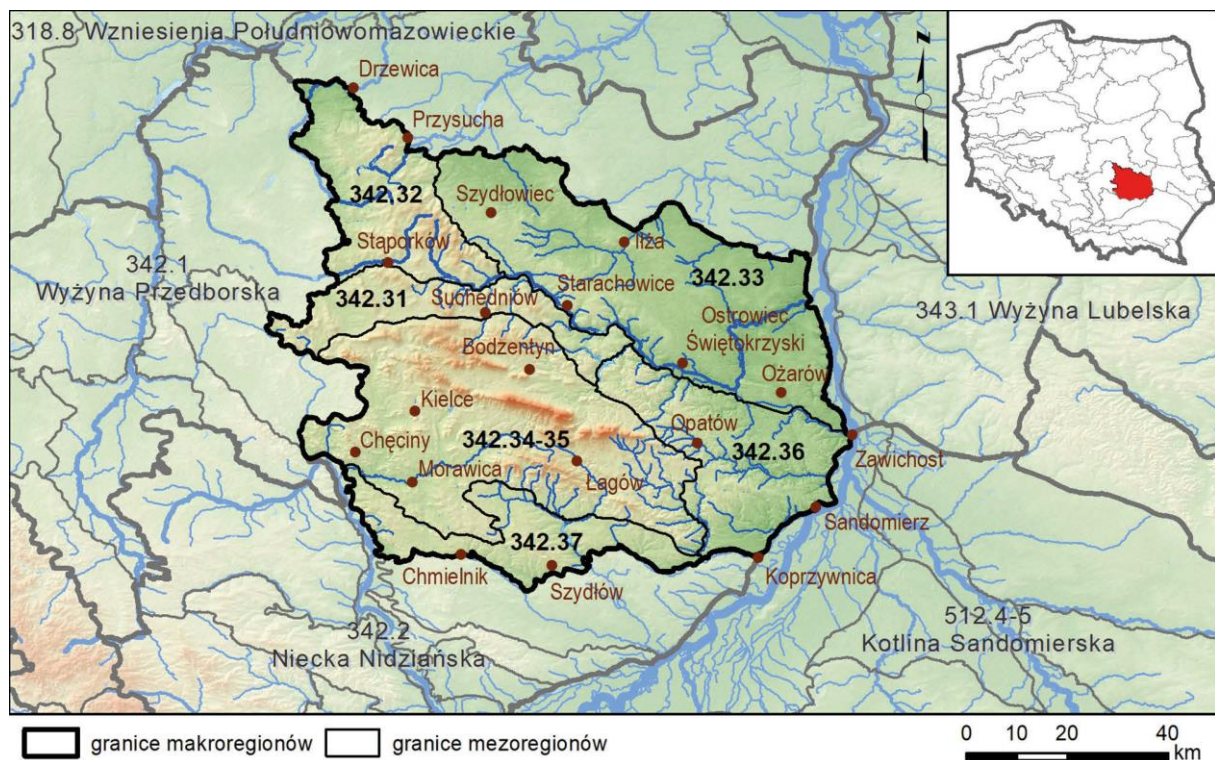 318.8 Wzniesienia Południowomazowieckie
N
Drzewica
Przysucha
342.32
Szydłowiec
Stąporków
Iłża
342.1
Wyżyna Przedborska
342.31
Suchedniów
Starachowice
342.33
Ostrowiec
Świętokrzyski
343.1 Wyżyna Lubelska
Bodzentyn
Ożarów
Kielce
Chęciny
342.34-35
Opatów
342.36
Morawica
Łagów
Zawichost
Sandomierz
342.37
Chmielnik
Szydłów
Koprzywnica
342.2
Niecka Nidziańska
512.4-5
Kotlina Sandomierska
granice makroregionów
granice mezoregionów
0 10 20 40
km